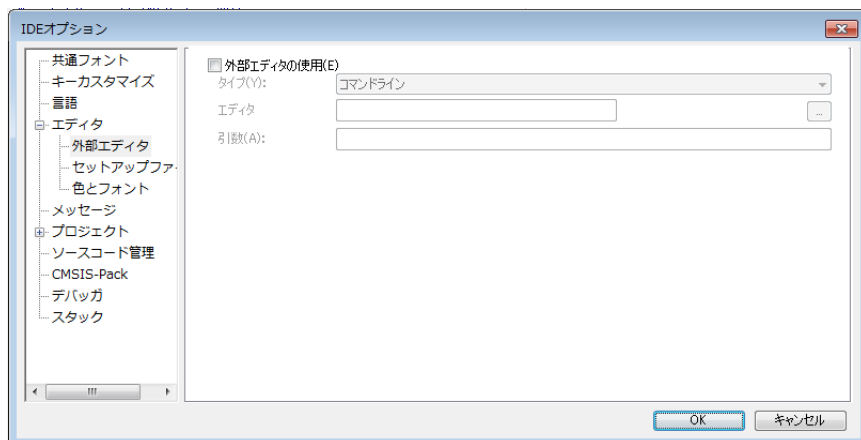 IDEオプション
共通フォント
キーカスタマイズ
言語
エディタ
外部エディタ
セットアップファ
色とフォント
メッセージ
プロジェクト
ソースコード管理
CMSIS-Pack
デバッガ
スタック
外部エディタの使用(E)
タイプ(Y):
コマンドライン
エディタ
...
引数(A):
OK
キャンセル